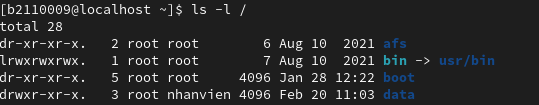 [b2110009@localhost ~]$ ls -l /
total 28
dr-xr-xr-x.   2 root root        6 Aug 10  2021 afs
lrwxrwxrwx.   1 root root        7 Aug 10  2021 bin -> usr/bin
dr-xr-xr-x.   5 root root     4096 Jan 28 12:22 boot
drwxr-xr-x.   3 root nhanvien 4096 Feb 20 11:03 data